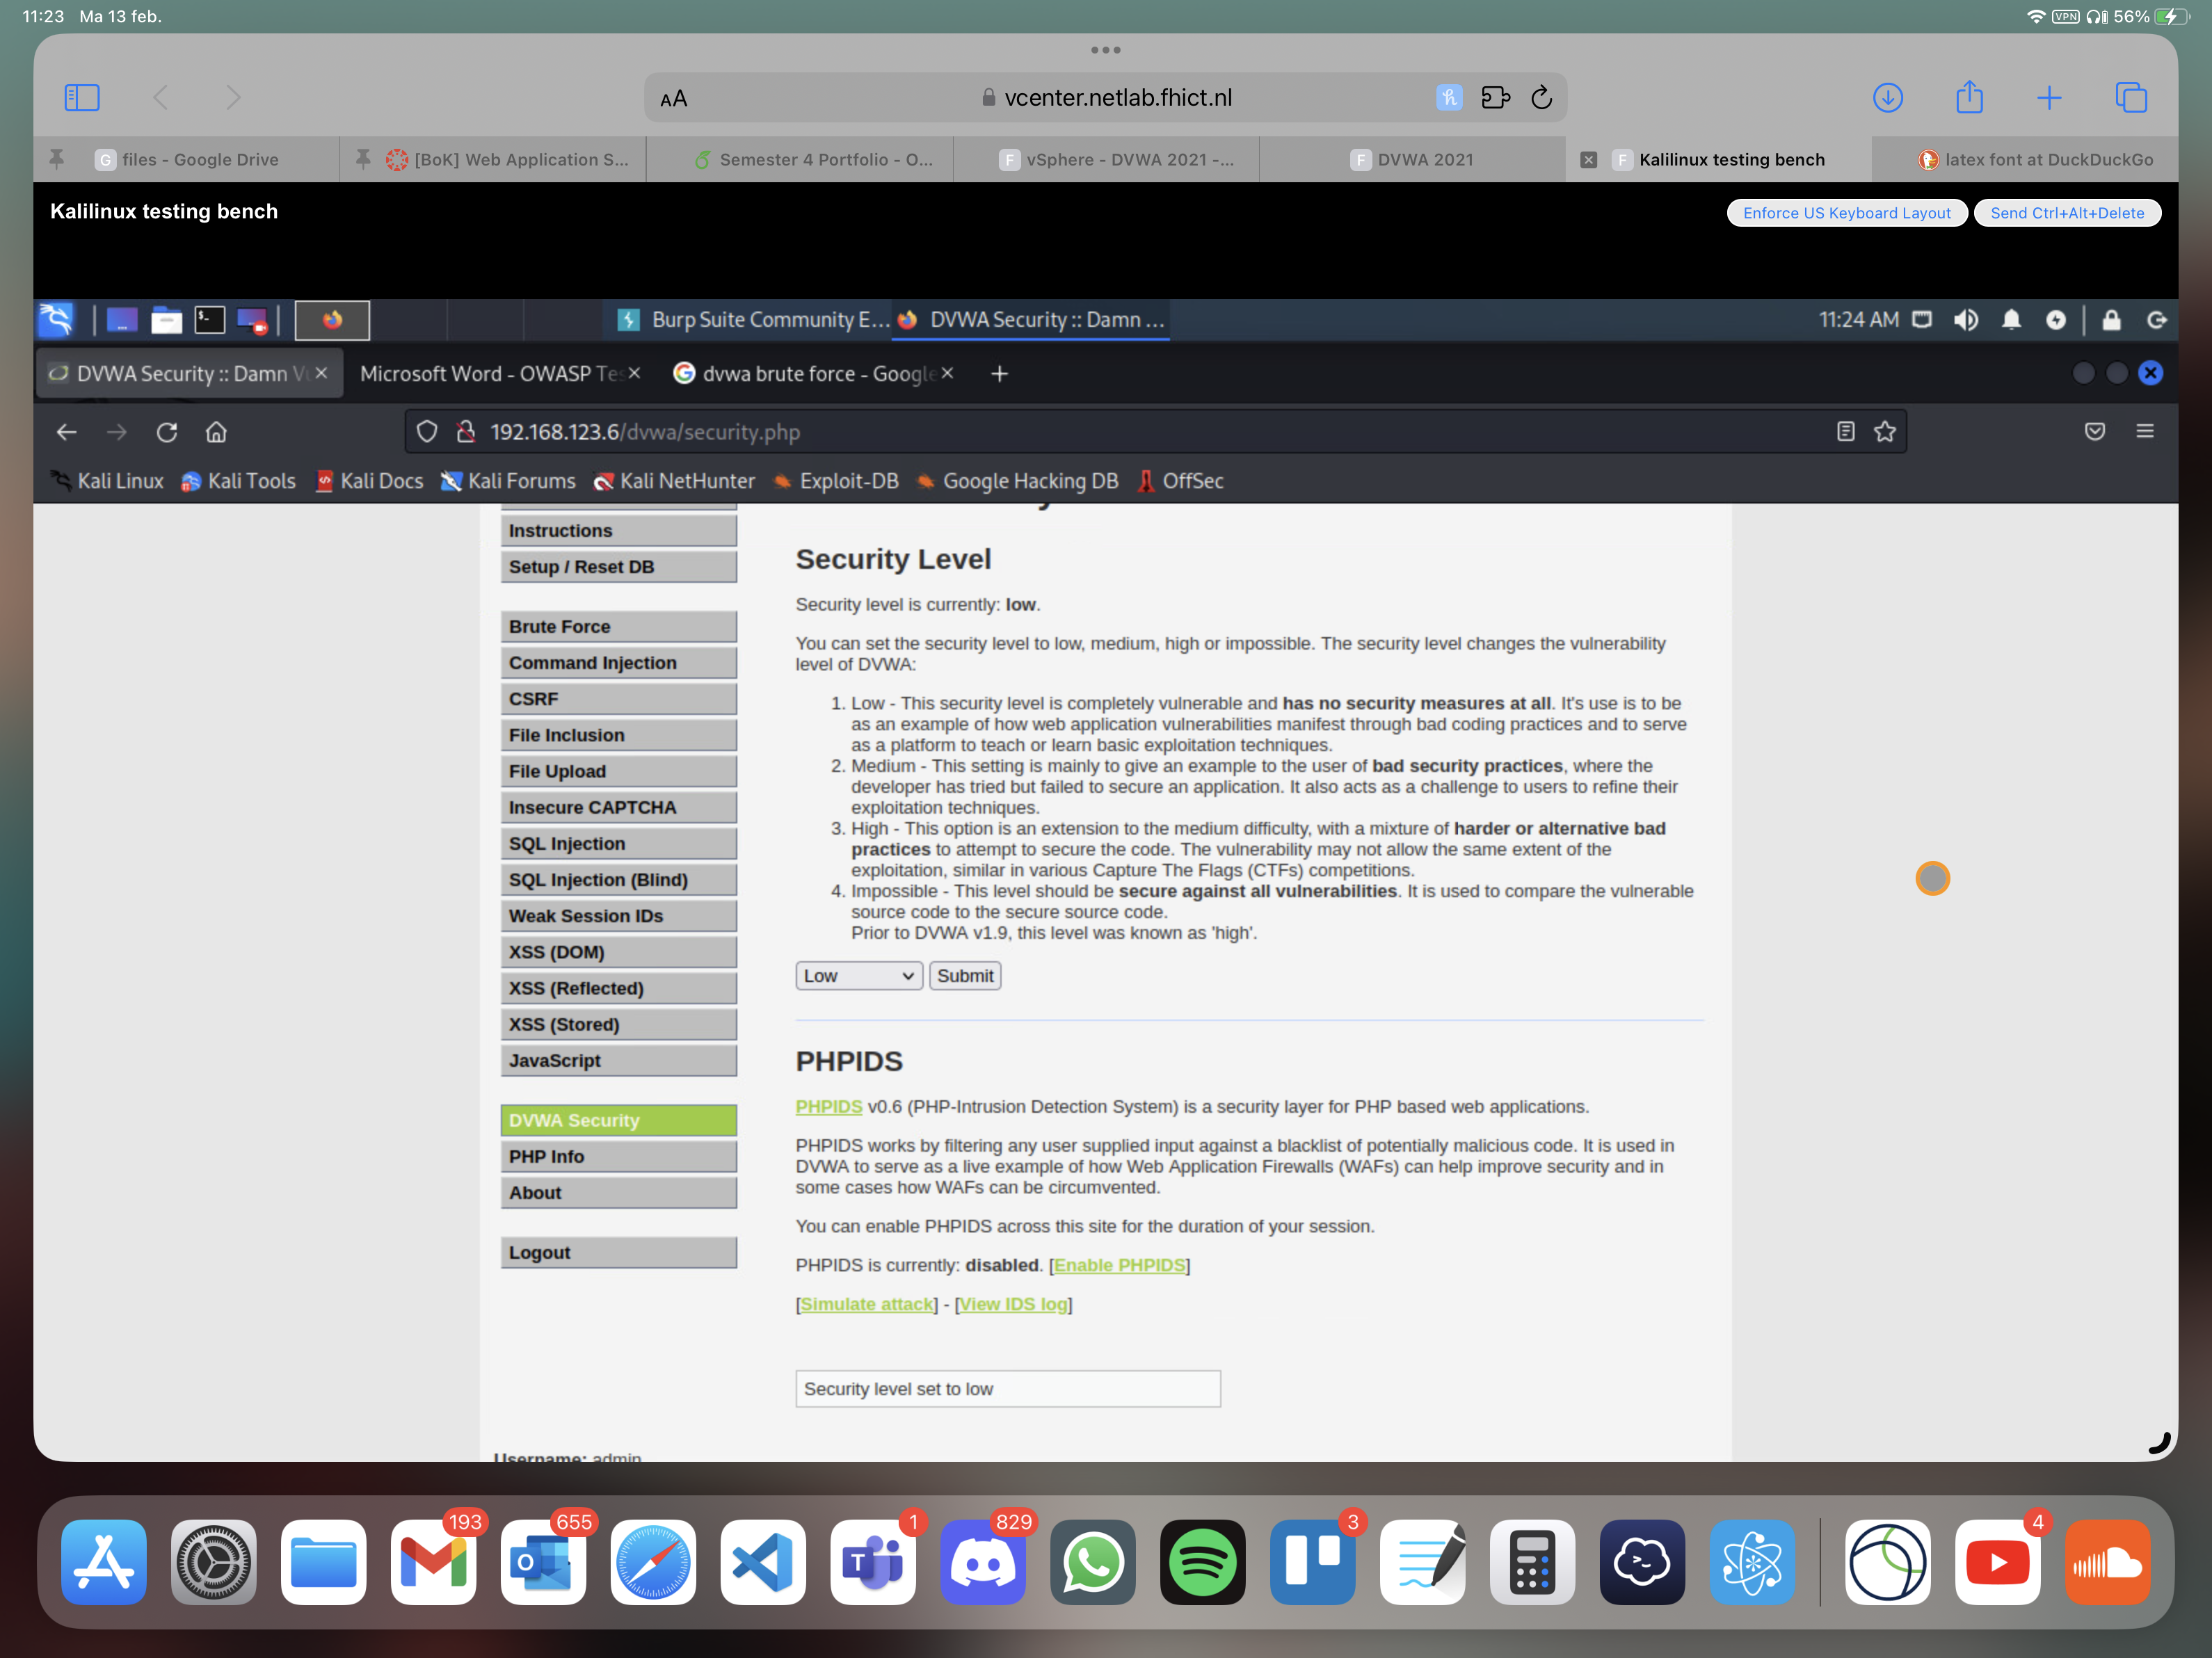 11:23 Ma 13 feb.
VPN 56%
AA vcenter.netlab.fhict.nl
files - Google Drive
[BoK] Web Application S...
Semester 4 Portfolio - O...
vSphere - DVWA 2021 -...
DVWA 2021
Kalilinux testing bench
latex font at DuckDuckGo
Kalilinux testing bench
Enforce US Keyboard Layout
Send Ctrl+Alt+Delete
Burp Suite Community E...
DVWA Security :: Damn ...
11:24 AM
DVWA Security :: Damn Vu
Microsoft Word - OWASP Tes
dvwa brute force - Google
192.168.123.6/dvwa/security.php
Kali Linux
Kali Tools
Kali Docs
Kali Forums
Kali NetHunter
Exploit-DB
Google Hacking DB
OffSec
Instructions
Setup / Reset DB
Brute Force
Command Injection
CSRF
File Inclusion
File Upload
Insecure CAPTCHA
SQL Injection
SQL Injection (Blind)
Weak Session IDs
XSS (DOM)
XSS (Reflected)
XSS (Stored)
JavaScript
DVWA Security
PHP Info
About
Logout
Security Level
Security level is currently: low.
You can set the security level to low, medium, high or impossible. The security level changes the vulnerability
level of DVWA:
1. Low - This security level is completely vulnerable and has no security measures at all. It's use is to be
as an example of how web application vulnerabilities manifest through bad coding practices and to serve
as a platform to teach or learn basic exploitation techniques.
2. Medium - This setting is mainly to give an example to the user of bad security practices, where the
developer has tried but failed to secure an application. It also acts as a challenge to users to refine their
exploitation techniques.
3. High - This option is an extension to the medium difficulty, with a mixture of harder or alternative bad
practices to attempt to secure the code. The vulnerability may not allow the same extent of the
exploitation, similar in various Capture The Flags (CTFs) competitions.
4. Impossible - This level should be secure against all vulnerabilities. It is used to compare the vulnerable
source code to the secure source code.
Prior to DVWA v1.9, this level was known as 'high'.
Low
Submit
PHPIDS
PHPIDS v0.6 (PHP-Intrusion Detection System) is a security layer for PHP based web applications.
PHPIDS works by filtering any user supplied input against a blacklist of potentially malicious code. It is used in
DVWA to serve as a live example of how Web Application Firewalls (WAFs) can help improve security and in
some cases how WAFs can be circumvented.
You can enable PHPIDS across this site for the duration of your session.
PHPIDS is currently: disabled. [Enable PHPIDS]
[Simulate attack] - [View IDS log]
Security level set to low
Username: admin
193
655
1
829
3
4